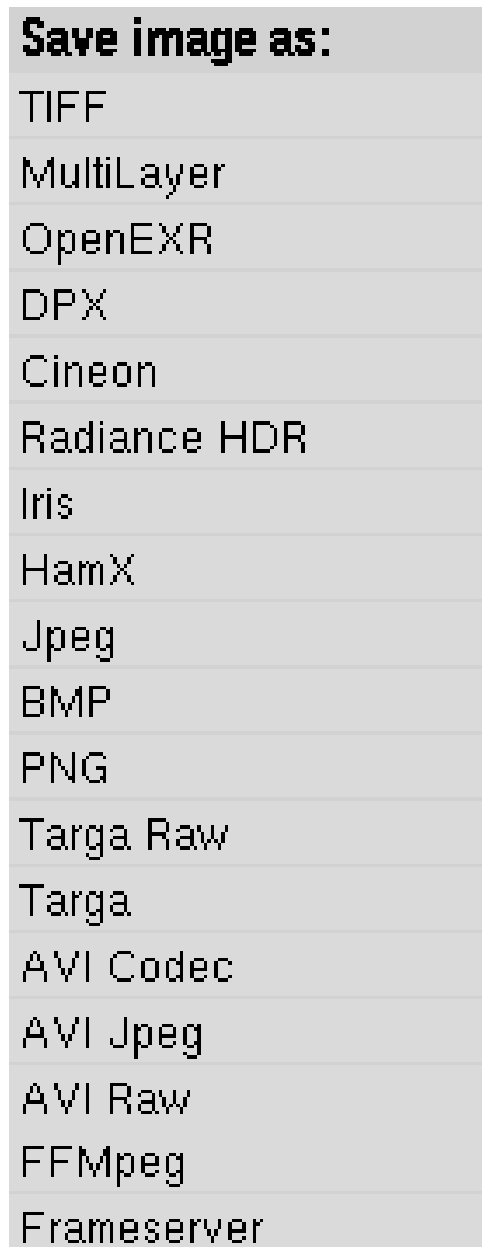 Save image as:
TIFF
MultiLayer
OpenEXR
DPX
Cineon
Radiance HDR
Iris
HamX
Jpeg
BMP
PNG
Targa Raw
Targa
AVI Codec
AVI Jpeg
AVI Raw
FFMpeg
Frameserver